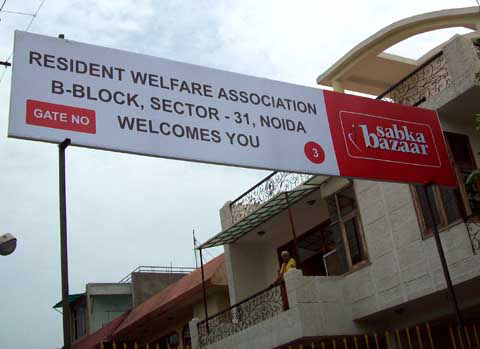 RESIDENT WELFARE ASSOCIATION
B-BLOCK, SECTOR - 31, NOIDA
GATE NO
WELCOMES YOU
3
sabka
bazaar